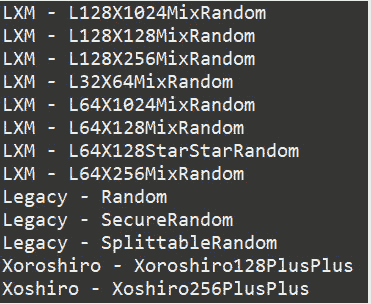 LXM - L128X1024MixRandom
LXM - L128X128MixRandom
LXM - L128X256MixRandom
LXM - L32X64MixRandom
LXM - L64X1024MixRandom
LXM - L64X128MixRandom
LXM - L64X128StarStarRandom
LXM - L64X256MixRandom
Legacy - Random
Legacy - SecureRandom
Legacy - SplittableRandom
Xoroshiro - Xoroshiro128PlusPlus
Xoshiro - Xoshiro256PlusPlus